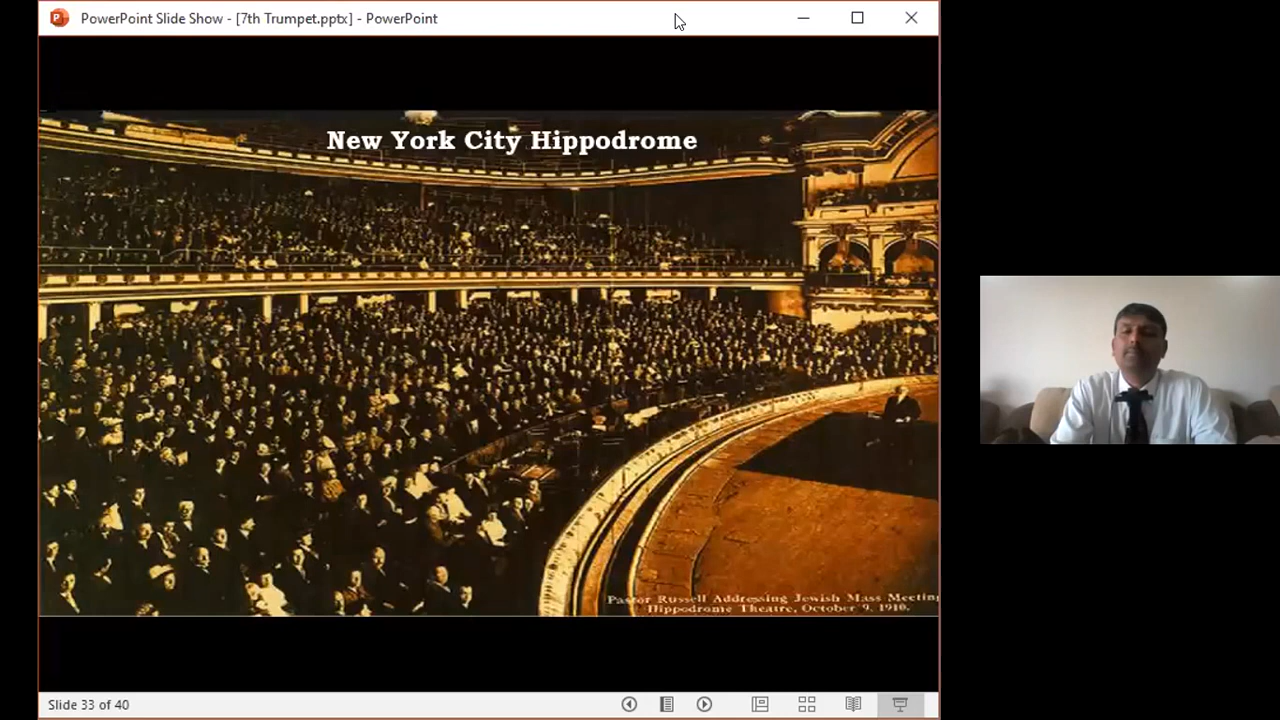 PowerPoint Slide Show - [7th Trumpet.pptx] - PowerPoint
New York City Hippodrome
Pastor Russell Addressing Jewish Mass Meeting
Hippodrome Theatre, October 9, 1910.
Slide 33 of 40